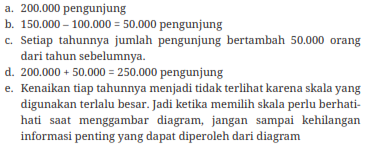 a. 200.000 pengunjung
b. 150.000 – 100.000 = 50.000 pengunjung
c. Setiap tahunnya jumlah pengunjung bertambah 50.000 orang
dari tahun sebelumnya.
d. 200.000 + 50.000 = 250.000 pengunjung
e. Kenaikan tiap tahunnya menjadi tidak terlihat karena skala yang
digunakan terlalu besar. Jadi ketika memilih skala perlu berhati-
hati saat menggambar diagram, jangan sampai kehilangan
informasi penting yang dapat diperoleh dari diagram